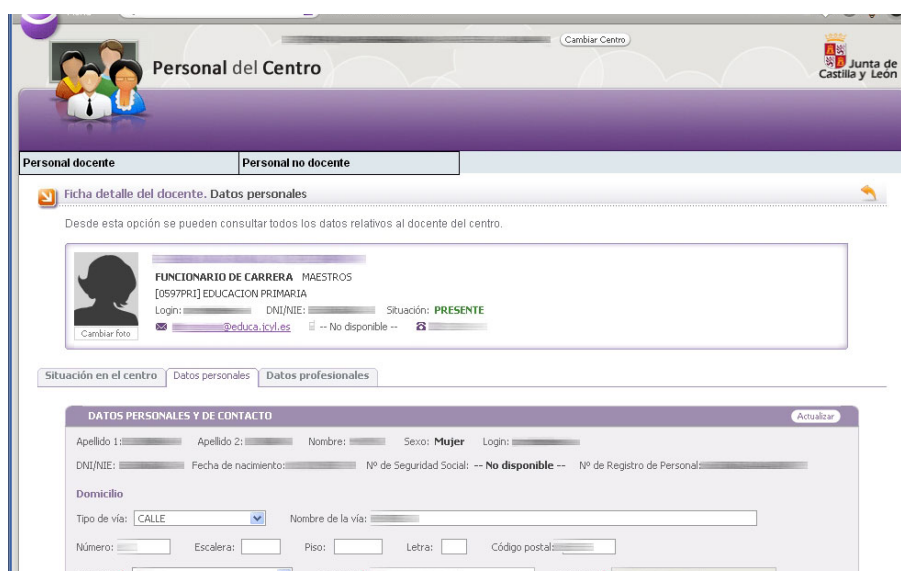 Cambiar Centro
Personal del Centro
Junta de
Castilla y León
Personal docente Personal no docente
Ficha detalle del docente. Datos personales
Desde esta opción se pueden consultar todos los datos relativos al docente del centro.
FUNCIONARIO DE CARRERA MAESTROS
[0597PRI] EDUCACION PRIMARIA
Login: DNI/NIE: Situación: PRESENTE
@educa.jcyl.es -- No disponible --
Cambiar foto
Situación en el centro Datos personales Datos profesionales
DATOS PERSONALES Y DE CONTACTO Actualizar
Apellido 1: Apellido 2: Nombre: Sexo: Mujer Login:
DNI/NIE: Fecha de nacimiento: Nº de Seguridad Social: -- No disponible -- Nº de Registro de Personal:
Domicilio
Tipo de vía: CALLE Nombre de la vía:
Número: Escalera: Piso: Letra: Código postal: